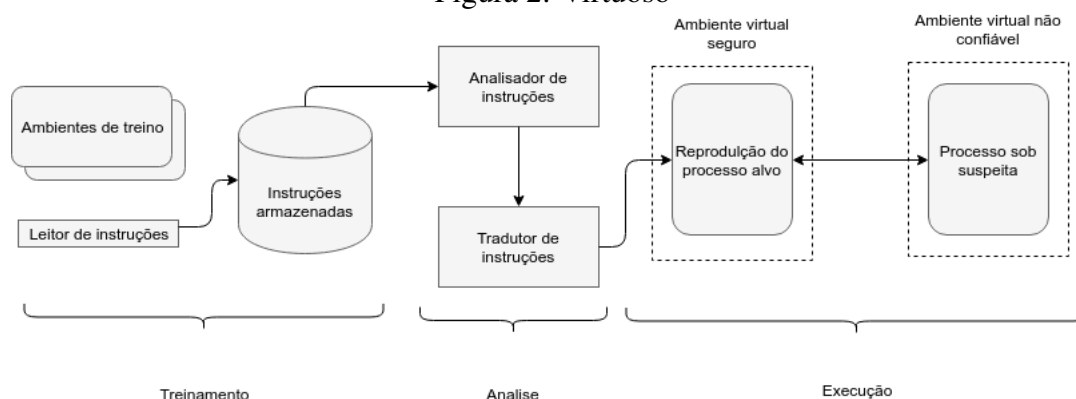 Figura 2: Virtuoso
Ambiente virtual
seguro
Ambiente virtual não
confiável
Ambientes de treino
Leitor de instruções
Instruções
armazenadas
Analisador de
instruções
Tradutor de
instruções
Reprodulção do
processo alvo
Processo sob
suspeita
Treinamento
Analise
Execução